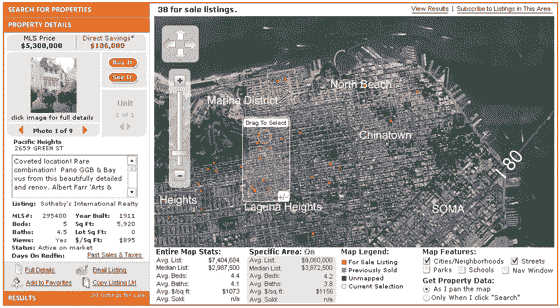 SEARCH FOR PROPERTIES
PROPERTY DETAILS
MLS Price
$5,300,000
Direct Savings*
$106,000
Buy It
See It
click image for full details
Unit
1 of 1
Photo 1 of 9
Pacific Heights
2659 GREEN ST
Coveted location! Rare
combination! Pano GGB & Bay
vus from this beautifully detailed
and renov. Albert Farr 'Arts &
Listing: Sotheby's International Realty
MLS#: 295400 Year Built: 1911
Beds: 5 Sq Ft: 5,920
Baths: 4.5 Lot Sq Ft: 0
Views: Yes $/Sq Ft: $895
Status: Active on market
Days On Redfin: Past Sales & Taxes
Full Details
Email Listing
Add to Favorites
Copy Listing Url
RESULTS
30 listings for sale
38 for sale listings.
View Results | Subscribe to Listings in This Area
North Beach
Marina District
Drag To Select
Chinatown
I 80
+/-
Heights
Laguna Heights
SOMA
Entire Map Stats:
Avg List: $7,404,684
Median List: $2,987,500
Avg. Beds: 4.4
Avg. Baths: 4.1
Avg. $/sq ft: $1073
Avg. Sold: n/a
Specific Area: On
Avg. List: $9,060,000
Median List: $3,872,500
Avg. Beds: 4.2
Avg. Baths: 3.8
Avg. $/sq ft: $1156
Avg. Sold: n/a
Map Legend:
For Sale Listing
Previously Sold
Unmapped
Current Selection
Map Features:
Cities/Neighborhoods
Streets
Parks
Schools
Nav Window
Get Property Data:
As I pan the map
Only When I click "Search"